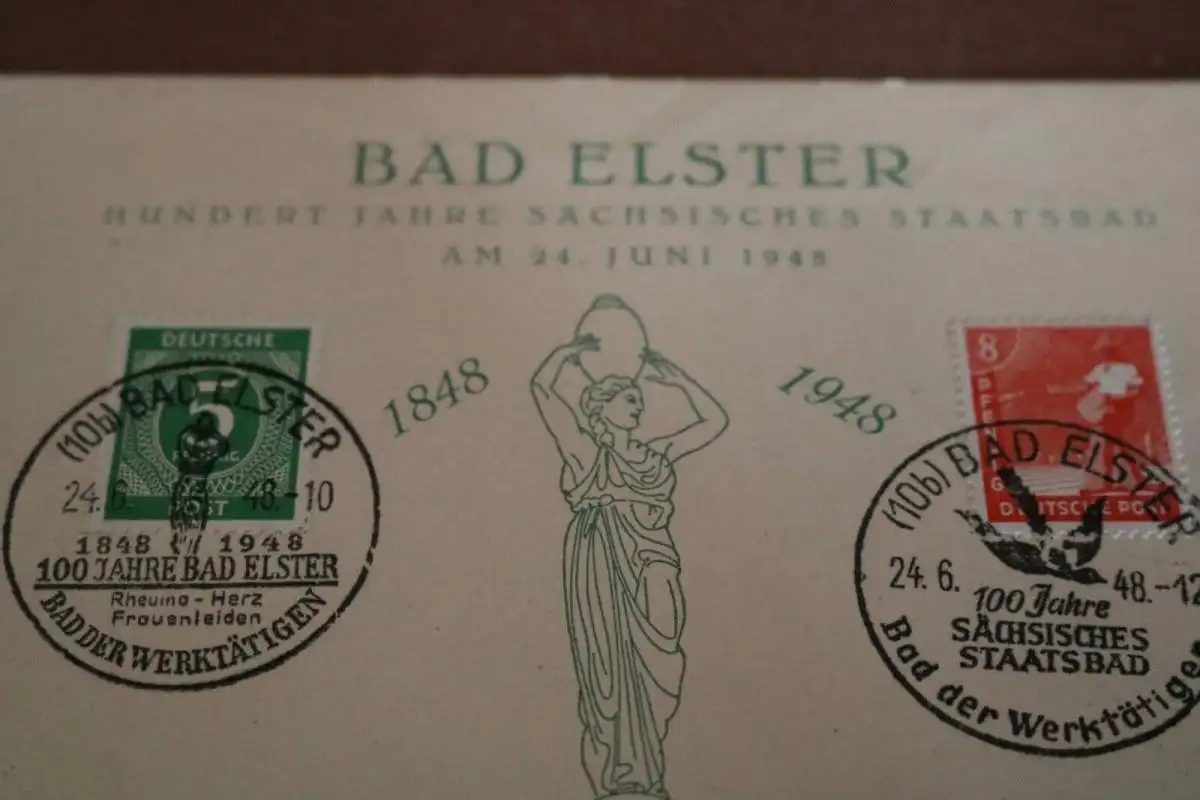 BAD ELSTER
HUNDERT JAHRE SÄCHSISCHES STAATSBAD
AM 24. JUNI 1948
1848
1948
DEUTSCHE
5
POST
(10b) BAD ELSTER
24.6. 48.-10
1848 1948
100 JAHRE BAD ELSTER
Rheuma - Herz
Frauenleiden
BAD DER WERKTÄTIGEN
8
DEUTSCHE POST
(10b) BAD ELSTER
24. 6. 48.-12
100 Jahre
SÄCHSISCHES
STAATSBAD
Bad der Werktätigen